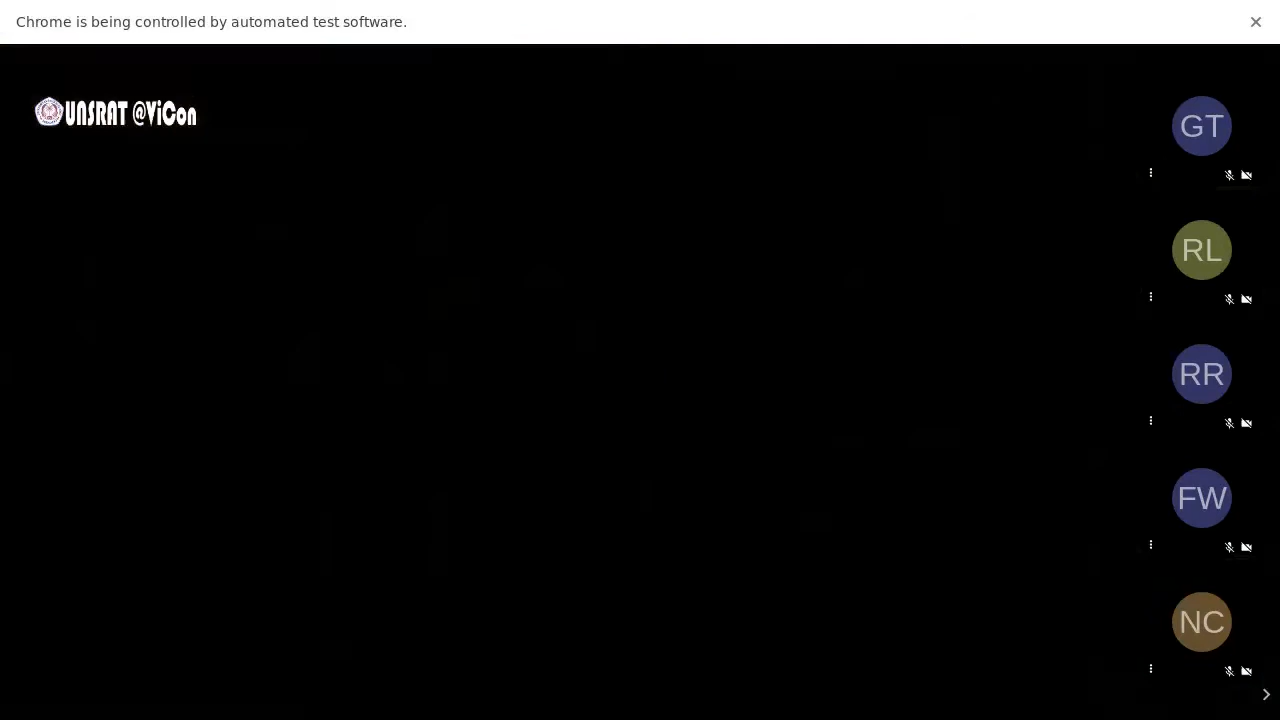 Chrome is being controlled by automated test software.
UNSRAT @ViCon
GT
RL
RR
FW
NC